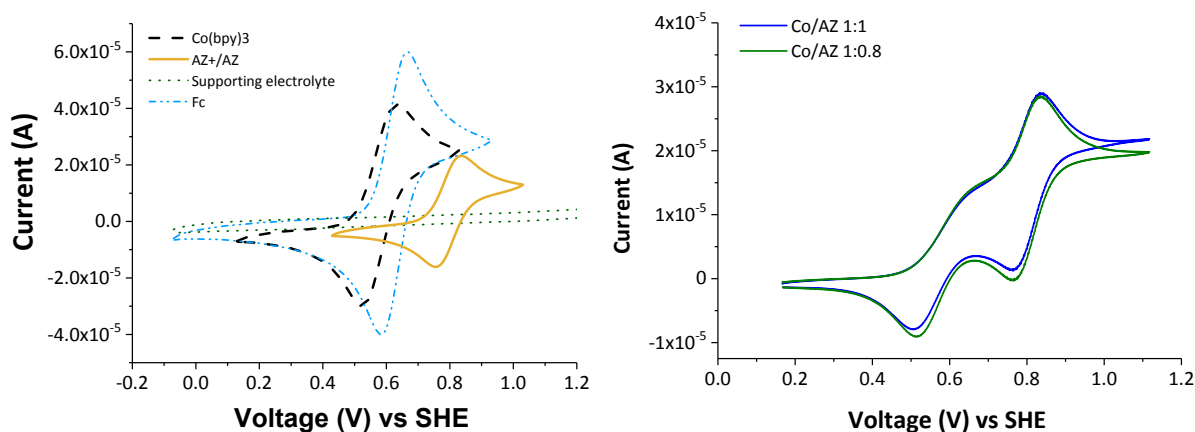 Co(bpy)3
AZ+/AZ
Supporting electrolyte
Fc
6.0x10⁻⁵
4.0x10⁻⁵
2.0x10⁻⁵
0.0
-2.0x10⁻⁵
-4.0x10⁻⁵
Current (A)
-0.2 0.0 0.2 0.4 0.6 0.8 1.0 1.2
Voltage (V) vs SHE
Co/AZ 1:1
Co/AZ 1:0.8
3x10⁻⁵
2x10⁻⁵
1x10⁻⁵
0
-1x10⁻⁵
Current (A)
0.0 0.2 0.4 0.6 0.8 1.0 1.2
Voltage (V) vs SHE